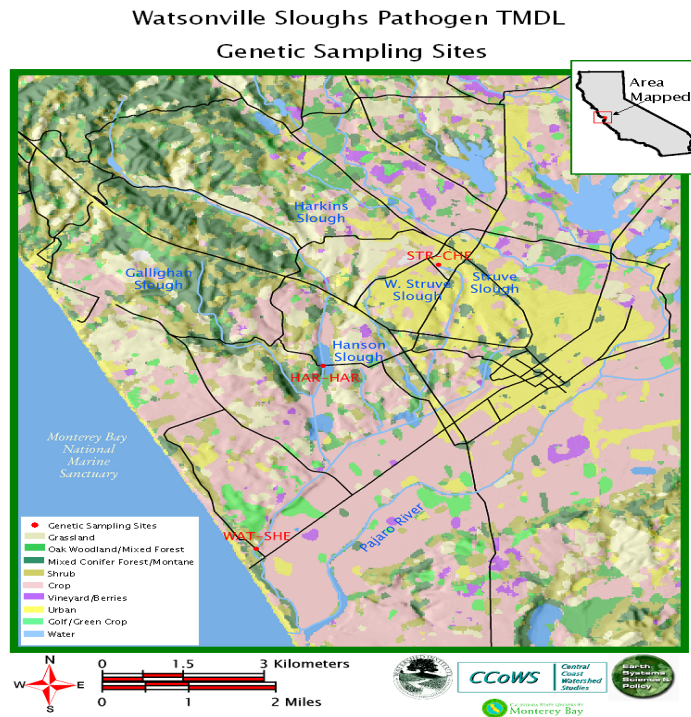 Watsonville Sloughs Pathogen TMDL
Genetic Sampling Sites
Area
Mapped
Harkins
Slough
STR-CHE
Gallighan
Slough
W. Struve
Slough
Struve
Slough
Hanson
Slough
HAR-HAR
Monterey Bay
National
Marine
Sanctuary
WAT-SHE
Pajaro River
Genetic Sampling Sites
Grassland
Oak Woodland/Mixed Forest
Mixed Conifer Forest/Montane
Shrub
Crop
Vineyard/Berries
Urban
Golf/Green Crop
Water
N
W
E
S
0 1.5 3 Kilometers
0 1 2 Miles
CCoWS
Central
Coast
Watershed
Studies
Earth
Systems
Science &
Policy
California State University
Monterey Bay